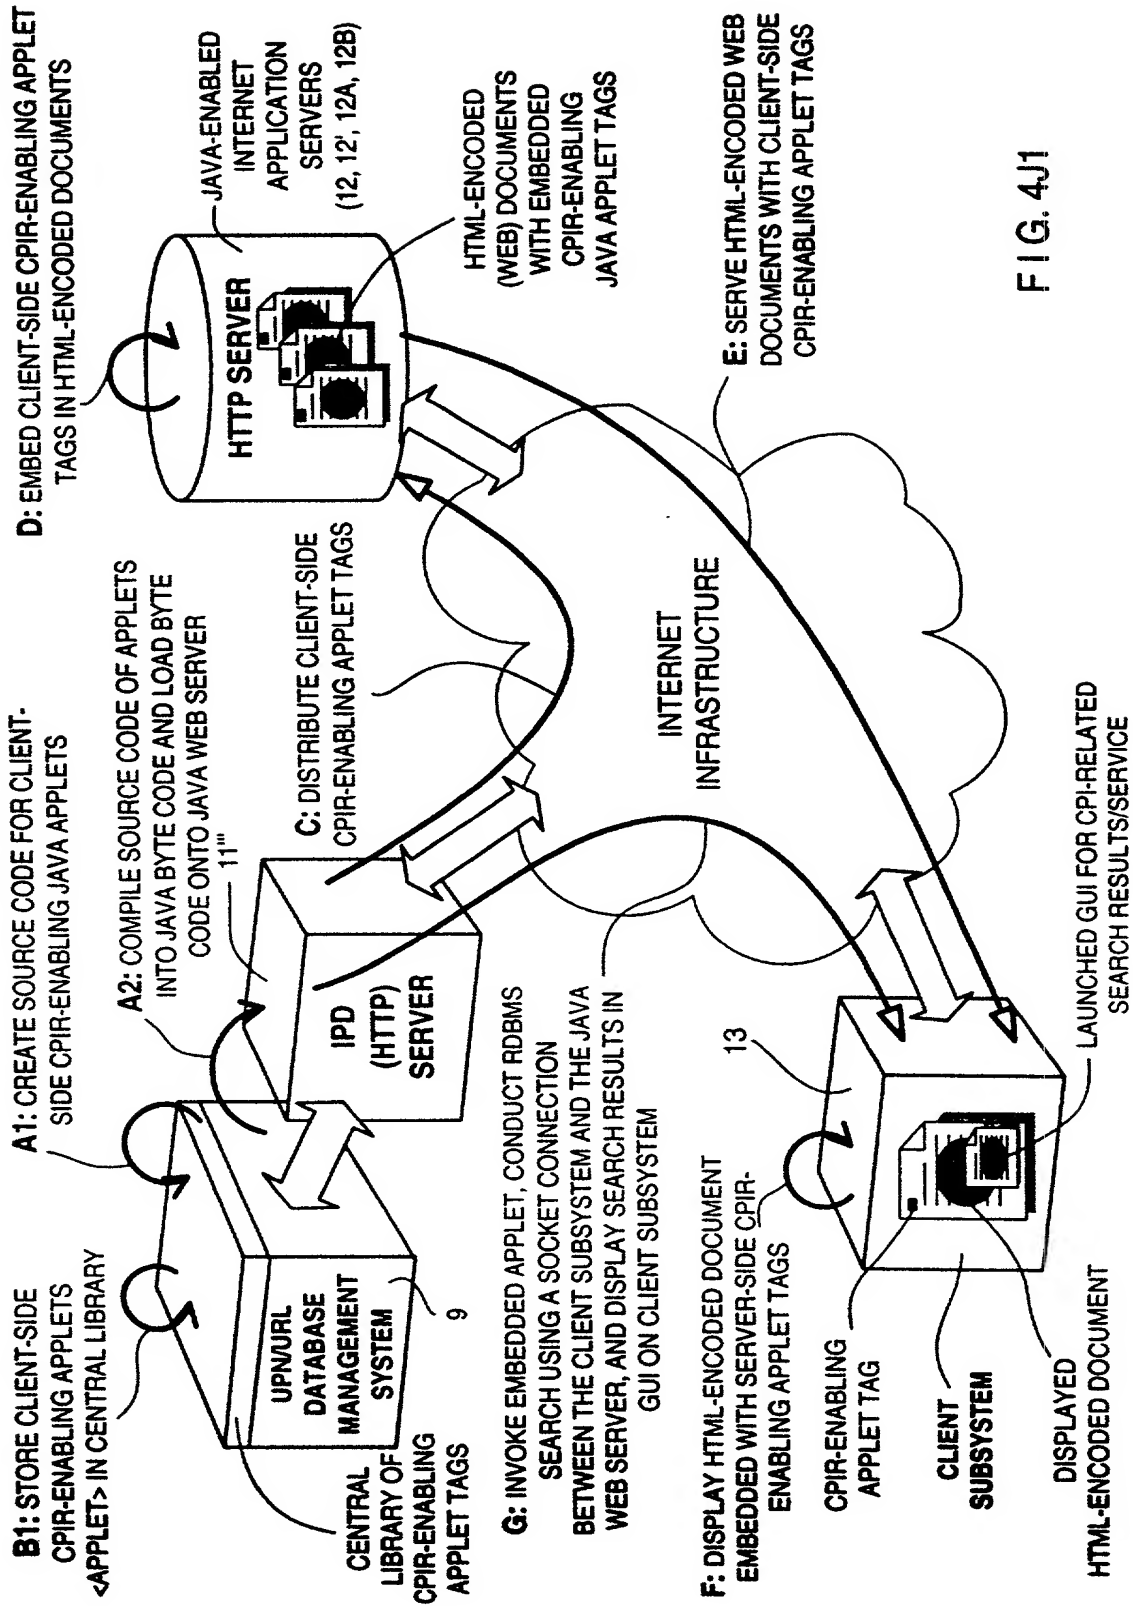 B1: STORE CLIENT-SIDE
CPIR-ENABLING APPLETS
<APPLET> IN CENTRAL LIBRARY
A1: CREATE SOURCE CODE FOR CLIENT-
SIDE CPIR-ENABLING JAVA APPLETS
A2: COMPILE SOURCE CODE OF APPLETS
INTO JAVA BYTE CODE AND LOAD BYTE
CODE ONTO JAVA WEB SERVER
11'''
D: EMBED CLIENT-SIDE CPIR-ENABLING APPLET
TAGS IN HTML-ENCODED DOCUMENTS
JAVA-ENABLED
INTERNET
APPLICATION
SERVERS
(12, 12', 12A, 12B)
HTTP SERVER
HTML-ENCODED
(WEB) DOCUMENTS
WITH EMBEDDED
CPIR-ENABLING
JAVA APPLET TAGS
C: DISTRIBUTE CLIENT-SIDE
CPIR-ENABLING APPLET TAGS
UPN/URL
DATABASE
MANAGEMENT
SYSTEM
9
IPD
(HTTP)
SERVER
CENTRAL
LIBRARY OF
CPIR-ENABLING
APPLET TAGS
G: INVOKE EMBEDDED APPLET, CONDUCT RDBMS
SEARCH USING A SOCKET CONNECTION
BETWEEN THE CLIENT SUBSYSTEM AND THE JAVA
WEB SERVER, AND DISPLAY SEARCH RESULTS IN
GUI ON CLIENT SUBSYSTEM
INTERNET
INFRASTRUCTURE
E: SERVE HTML-ENCODED WEB
DOCUMENTS WITH CLIENT-SIDE
CPIR-ENABLING APPLET TAGS
F: DISPLAY HTML-ENCODED DOCUMENT
EMBEDDED WITH SERVER-SIDE CPIR-
ENABLING APPLET TAGS
13
CPIR-ENABLING
APPLET TAG
CLIENT
SUBSYSTEM
DISPLAYED
HTML-ENCODED DOCUMENT
LAUNCHED GUI FOR CPI-RELATED
SEARCH RESULTS/SERVICE
FIG. 4J1